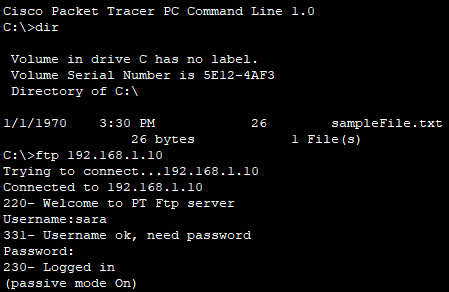 Cisco Packet Tracer PC Command Line 1.0
C:\>dir
Volume in drive C has no label.
Volume Serial Number is 5E12-4AF3
Directory of C:\
1/1/1970 3:30 PM 26 sampleFile.txt
26 bytes 1 File(s)
C:\>ftp 192.168.1.10
Trying to connect...192.168.1.10
Connected to 192.168.1.10
220- Welcome to PT Ftp server
Username:sara
331- Username ok, need password
Password:
230- Logged in
(passive mode On)